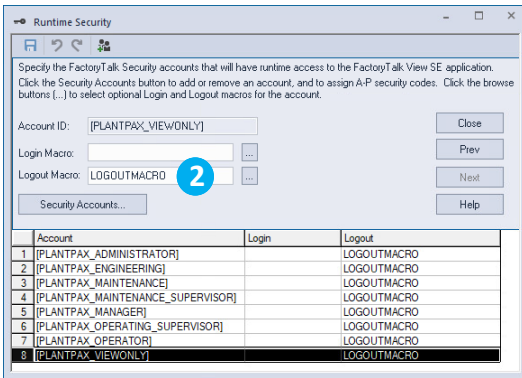 Runtime Security
Specify the FactoryTalk Security accounts that will have runtime access to the FactoryTalk View SE application.
Click the Security Accounts button to add or remove an account, and to assign A-P security codes. Click the browse
buttons (...) to select optional Login and Logout macros for the account.
Account ID: [PLANTPAX_VIEWONLY] Close
Login Macro: ... Prev
Logout Macro: LOGOUTMACRO 2 ... Next
Security Accounts... Help
Account Login Logout
1 [PLANTPAX_ADMINISTRATOR] LOGOUTMACRO
2 [PLANTPAX_ENGINEERING] LOGOUTMACRO
3 [PLANTPAX_MAINTENANCE] LOGOUTMACRO
4 [PLANTPAX_MAINTENANCE_SUPERVISOR] LOGOUTMACRO
5 [PLANTPAX_MANAGER] LOGOUTMACRO
6 [PLANTPAX_OPERATING_SUPERVISOR] LOGOUTMACRO
7 [PLANTPAX_OPERATOR] LOGOUTMACRO
8 [PLANTPAX_VIEWONLY] LOGOUTMACRO